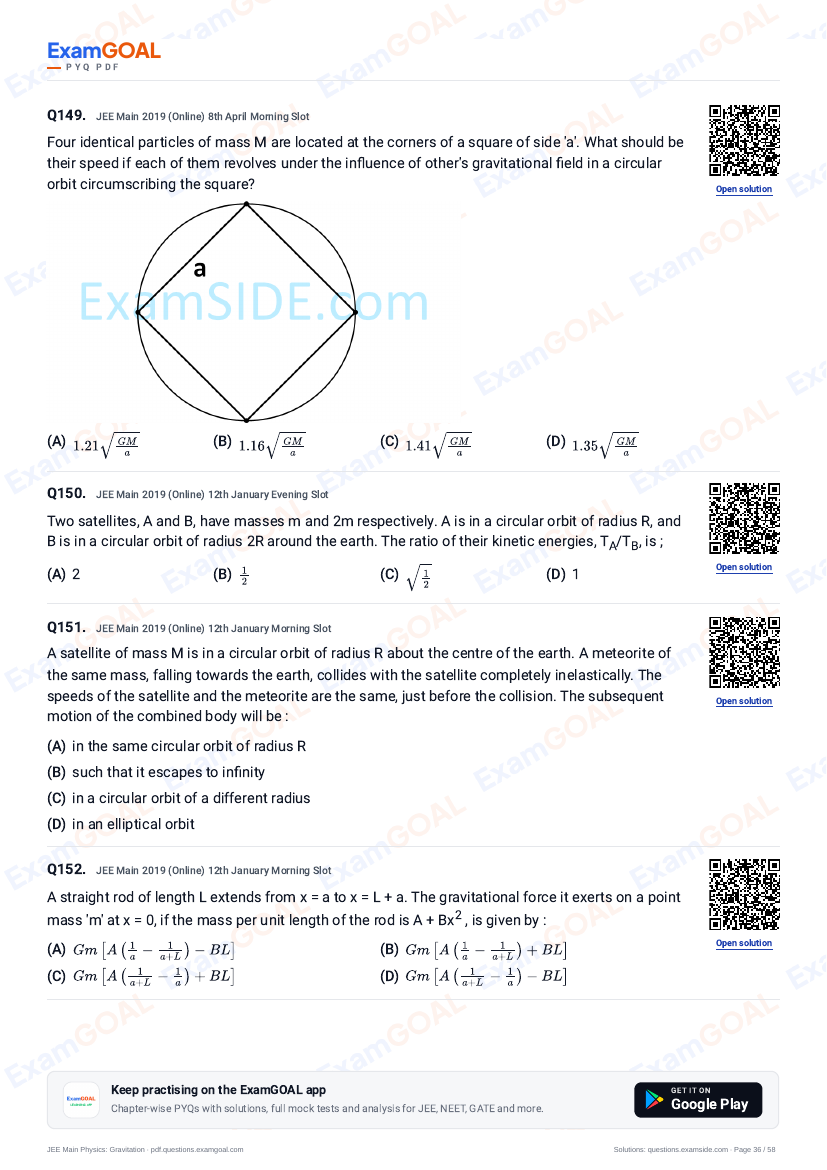 ExamGOAL
PYQ PDF
Q149. JEE Main 2019 (Online) 8th April Morning Slot
Four identical particles of mass M are located at the corners of a square of side 'a'. What should be
their speed if each of them revolves under the influence of other's gravitational field in a circular
orbit circumscribing the square?
Open solution
a
ExamSIDE.com
(A) 1.21√(GM/a) (B) 1.16√(GM/a) (C) 1.41√(GM/a) (D) 1.35√(GM/a)
Q150. JEE Main 2019 (Online) 12th January Evening Slot
Two satellites, A and B, have masses m and 2m respectively. A is in a circular orbit of radius R, and
B is in a circular orbit of radius 2R around the earth. The ratio of their kinetic energies, T_A/T_B, is ;
Open solution
(A) 2 (B) 1/2 (C) √(1/2) (D) 1
Q151. JEE Main 2019 (Online) 12th January Morning Slot
A satellite of mass M is in a circular orbit of radius R about the centre of the earth. A meteorite of
the same mass, falling towards the earth, collides with the satellite completely inelastically. The
speeds of the satellite and the meteorite are the same, just before the collision. The subsequent
motion of the combined body will be :
Open solution
(A) in the same circular orbit of radius R
(B) such that it escapes to infinity
(C) in a circular orbit of a different radius
(D) in an elliptical orbit
Q152. JEE Main 2019 (Online) 12th January Morning Slot
A straight rod of length L extends from x = a to x = L + a. The gravitational force it exerts on a point
mass 'm' at x = 0, if the mass per unit length of the rod is A + Bx², is given by :
Open solution
(A) Gm [A (1/a − 1/(a+L)) − BL] (B) Gm [A (1/a − 1/(a+L)) + BL]
(C) Gm [A (1/(a+L) − 1/a) + BL] (D) Gm [A (1/(a+L) − 1/a) − BL]
Keep practising on the ExamGOAL app
Chapter-wise PYQs with solutions, full mock tests and analysis for JEE, NEET, GATE and more.
GET IT ON
Google Play
JEE Main Physics: Gravitation · pdf.questions.examgoal.com
Solutions: questions.examside.com · Page 36 / 58